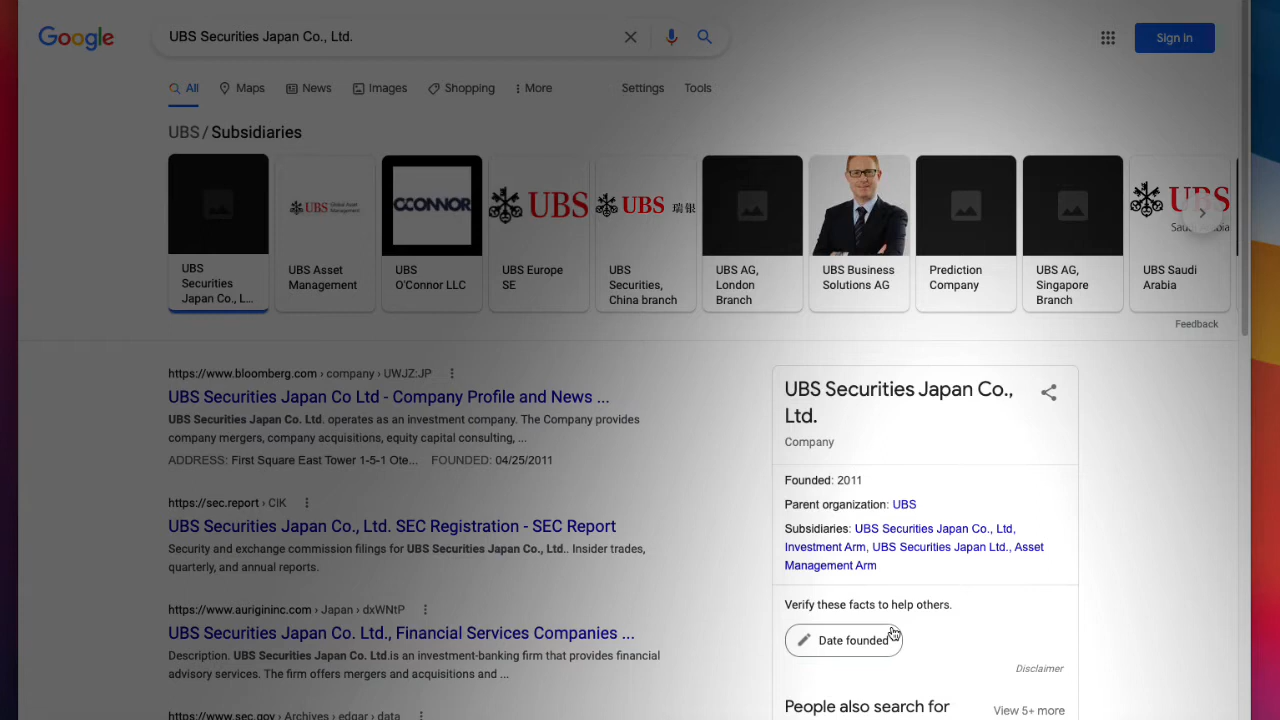 Google
UBS Securities Japan Co., Ltd.
Sign in
All Maps News Images Shopping More Settings Tools
UBS / Subsidiaries
UBS Global Asset Management
OCONNOR
UBS
UBS 瑞銀
UBS
UBS
Securities
Japan Co., L...
UBS Asset
Management
UBS
O'Connor LLC
UBS Europe
SE
UBS
Securities,
China branch
UBS AG,
London
Branch
UBS Business
Solutions AG
Prediction
Company
UBS AG,
Singapore
Branch
UBS Saudi
Arabia
Feedback
https://www.bloomberg.com › company › UWJZ:JP
UBS Securities Japan Co Ltd - Company Profile and News ...
UBS Securities Japan Co. Ltd. operates as an investment company. The Company provides
company mergers, company acquisitions, equity capital consulting, ...
ADDRESS: First Square East Tower 1-5-1 Ote... FOUNDED: 04/25/2011
https://sec.report › CIK
UBS Securities Japan Co., Ltd. SEC Registration - SEC Report
Security and exchange commission filings for UBS Securities Japan Co., Ltd.. Insider trades,
quarterly, and annual reports.
https://www.aurigininc.com › Japan › dxWNtP
UBS Securities Japan Co. Ltd., Financial Services Companies ...
Description. UBS Securities Japan Co. Ltd.is an investment-banking firm that provides financial
advisory services. The firm offers mergers and acquisitions and ...
https://www.sec.gov › Archives › edgar › data
UBS Securities Japan Co.,
Ltd.
Company
Founded: 2011
Parent organization: UBS
Subsidiaries: UBS Securities Japan Co., Ltd,
Investment Arm, UBS Securities Japan Ltd., Asset
Management Arm
Verify these facts to help others.
Date founded
Disclaimer
People also search for
View 5+ more